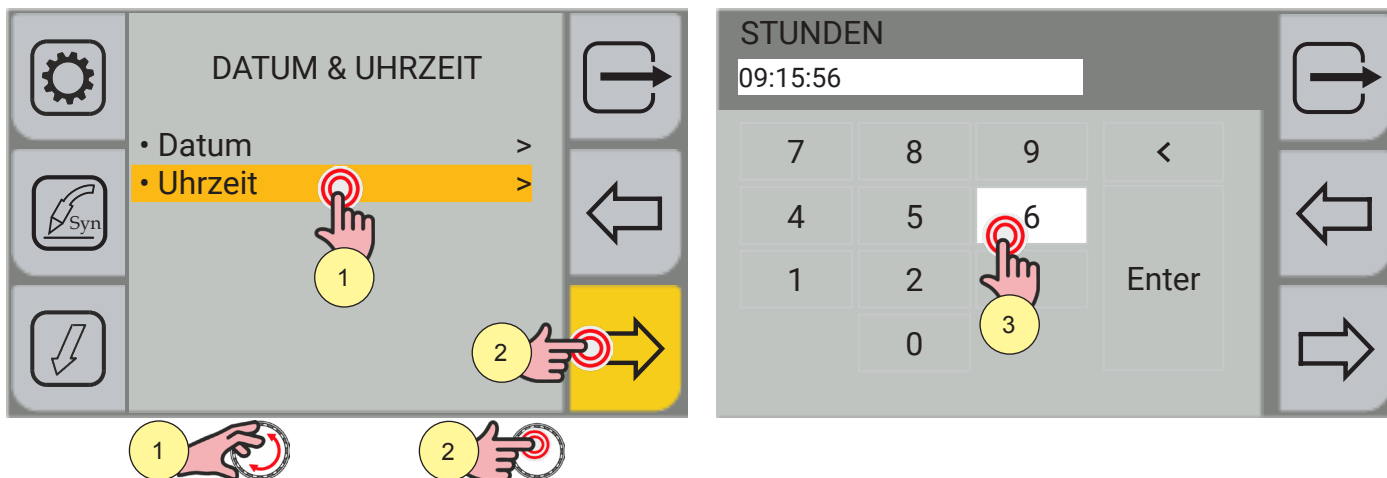 DATUM & UHRZEIT
• Datum >
• Uhrzeit >
Syn
1
2
1
2
STUNDEN
09:15:56
7 8 9 <
4 5 6
1 2 Enter
0
3